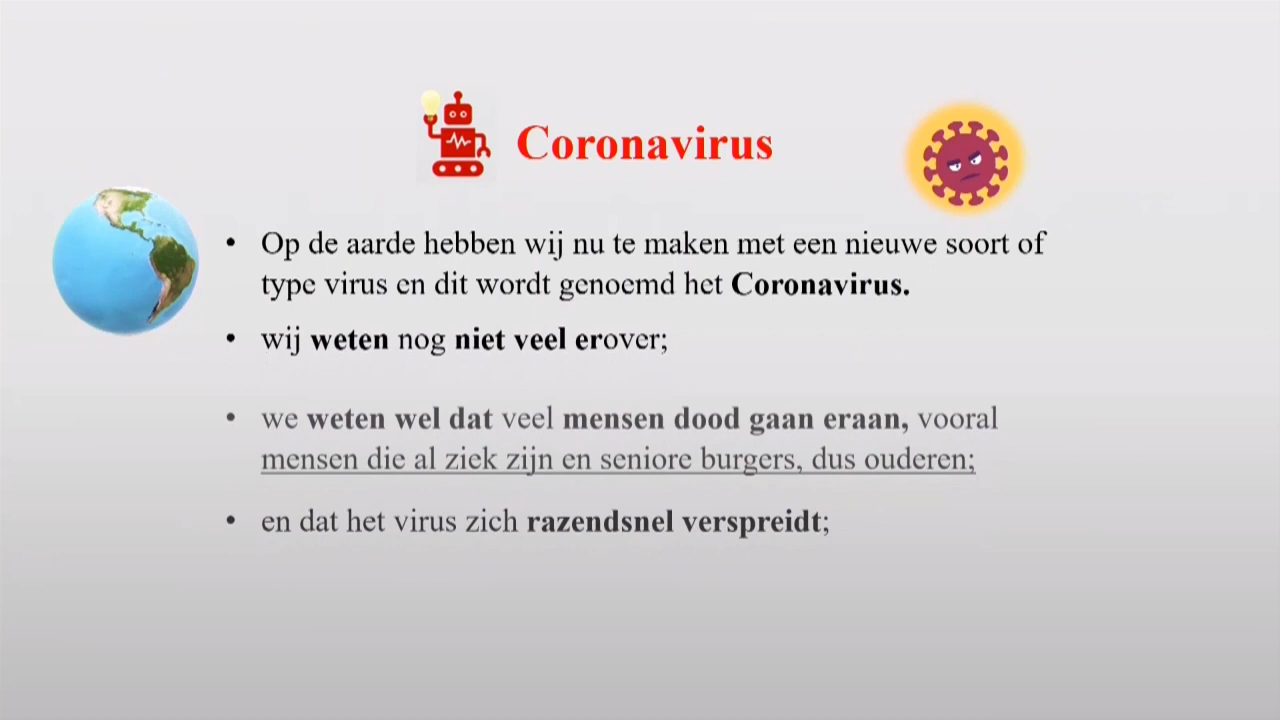 Coronavirus
• Op de aarde hebben wij nu te maken met een nieuwe soort of
type virus en dit wordt genoemd het Coronavirus.
• wij weten nog niet veel erover;
• we weten wel dat veel mensen dood gaan eraan, vooral
mensen die al ziek zijn en seniore burgers, dus ouderen;
• en dat het virus zich razendsnel verspreidt;